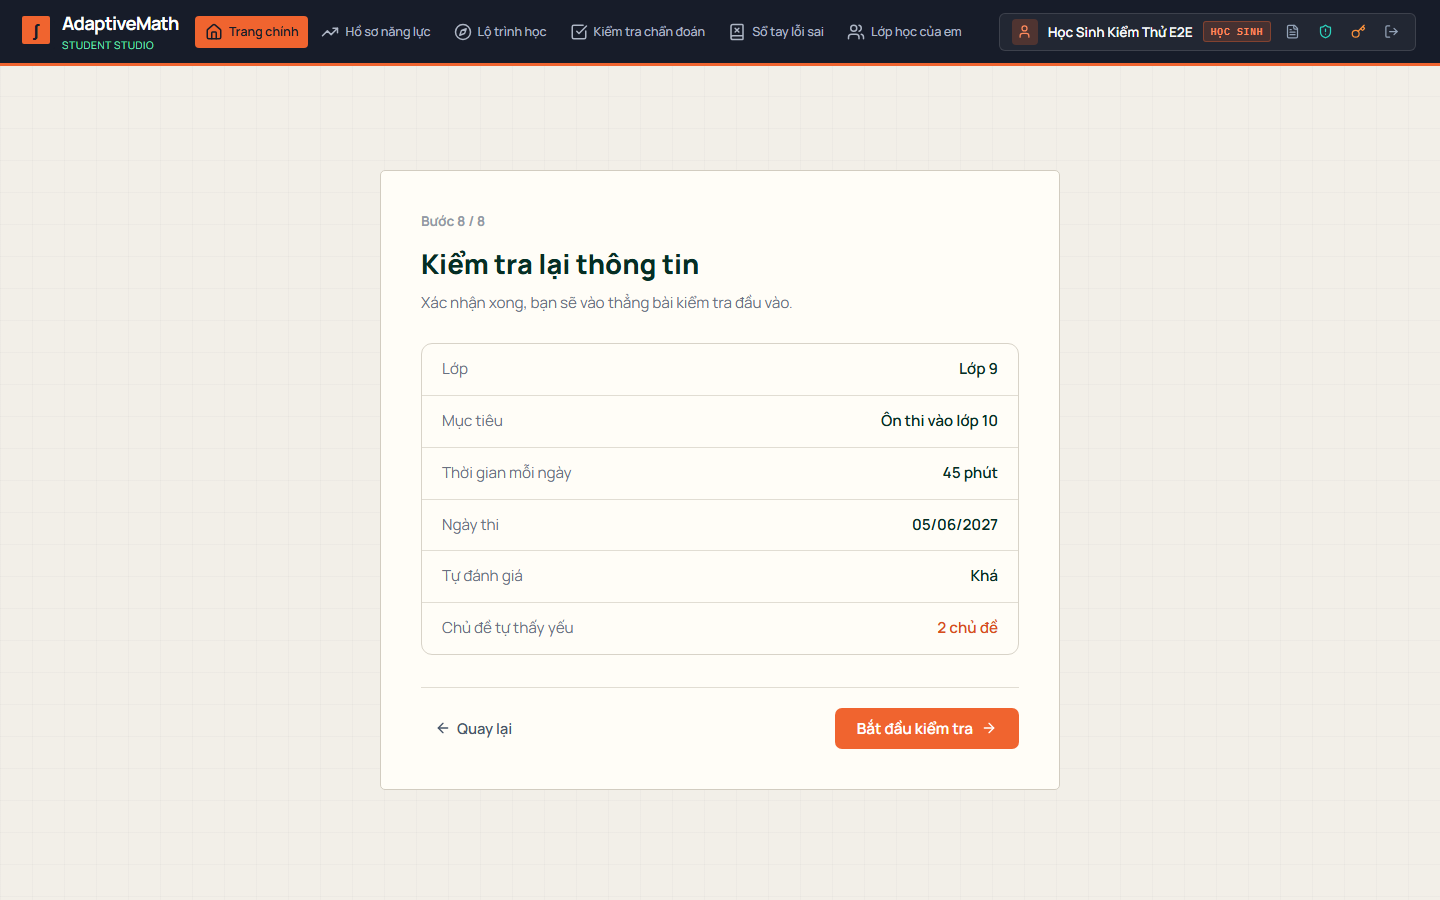 ∫ AdaptiveMath
STUDENT STUDIO
Trang chính
Hồ sơ năng lực
Lộ trình học
Kiểm tra chẩn đoán
Sổ tay lỗi sai
Lớp học của em
Học Sinh Kiểm Thử E2E
HỌC SINH
Bước 8 / 8
Kiểm tra lại thông tin
Xác nhận xong, bạn sẽ vào thẳng bài kiểm tra đầu vào.
Lớp Lớp 9
Mục tiêu Ôn thi vào lớp 10
Thời gian mỗi ngày 45 phút
Ngày thi 05/06/2027
Tự đánh giá Khá
Chủ đề tự thấy yếu 2 chủ đề
← Quay lại
Bắt đầu kiểm tra →